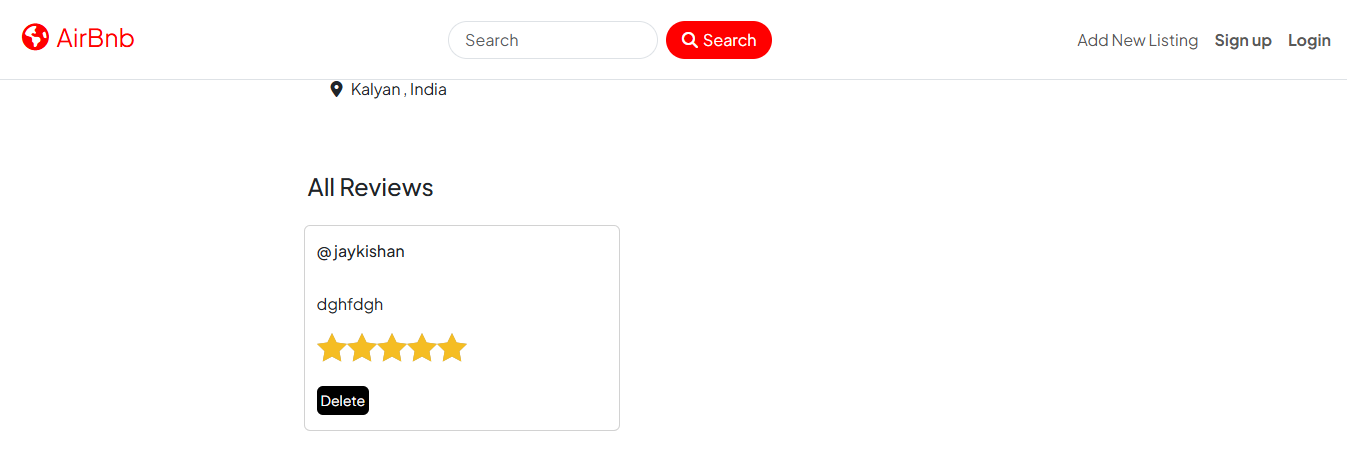 AirBnb Search Search Add New Listing Sign up Login
Kalyan , India
All Reviews
@jaykishan
dghfdgh
Delete